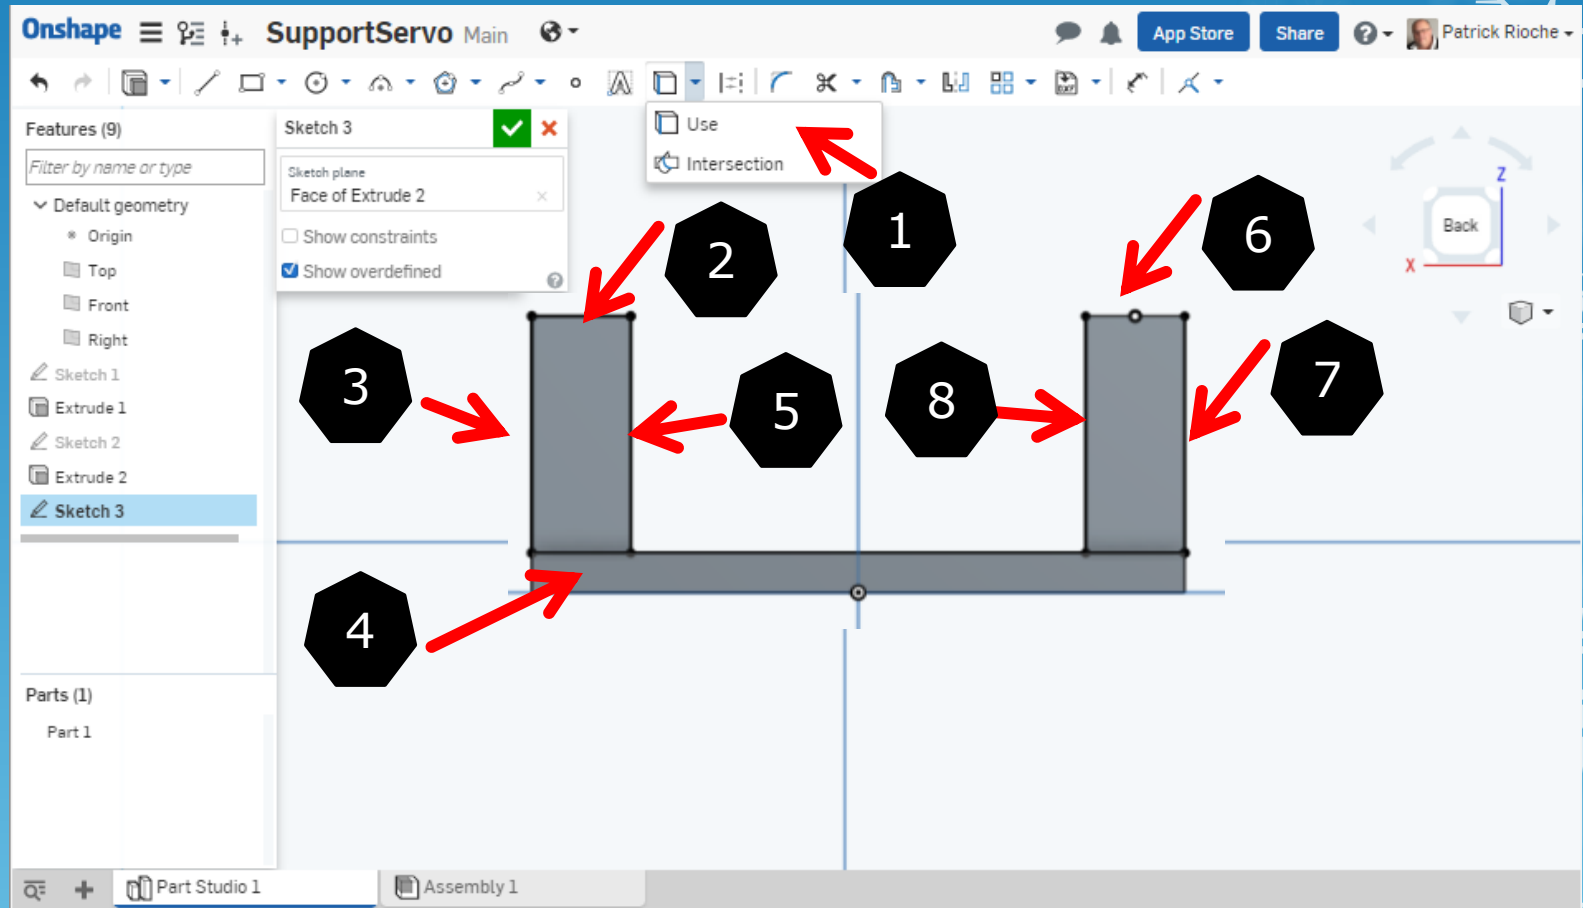 Onshape SupportServo Main App Store Share Patrick Rioche
Features (9)
Filter by name or type
Default geometry
Origin
Top
Front
Right
Sketch 1
Extrude 1
Sketch 2
Extrude 2
Sketch 3
Parts (1)
Part 1
Sketch 3
Sketch plane
Face of Extrude 2
Show constraints
Show overdefined
Use
Intersection
1
2
3
4
5
6
7
8
Z
Back
X
Part Studio 1
Assembly 1